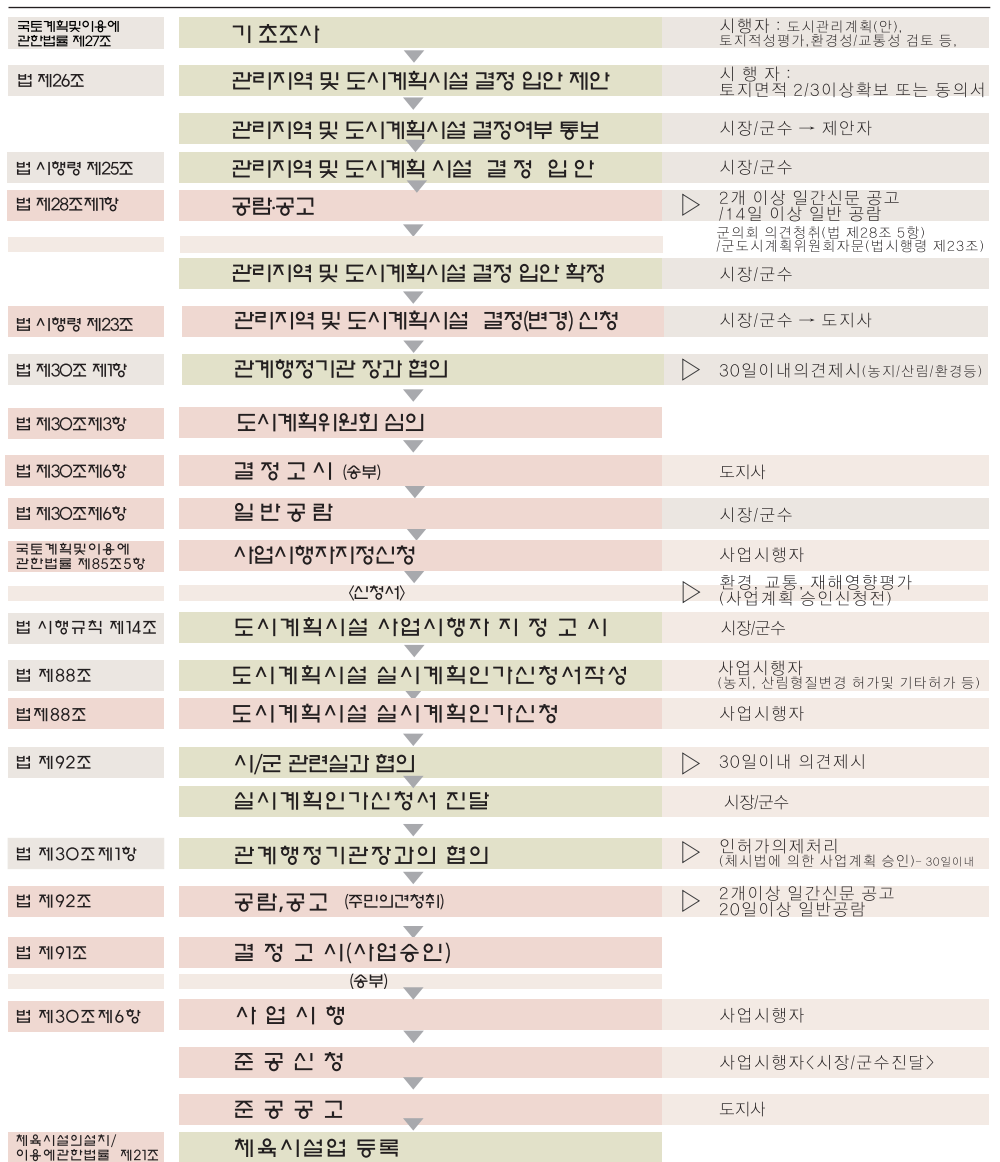 국토계획및이용에
관한법률 제27조
기 초조사
시행자 : 도시관리계획(안),
토지적성평가,환경성/교통성 검토 등,
법 제26조
관리지역 및 도시계획시설 결정 입안 제안
시 행 자 :
토지면적 2/3이상확보 또는 동의서
관리지역 및 도시계획시설 결정여부 통보
시장/군수 → 제안자
법 시행령 제25조
관리지역 및 도시계획 시설 결 정 입 안
시장/군수
법 제28조제1항
공람·공고
▷ 2개 이상 일간신문 공고
/14일 이상 일반 공람
군의회 의견청취(법 제28조 5항)
/군도시계획위원회자문(법시행령 제23조)
관리지역 및 도시계획시설 결정 입안 확정
시장/군수
법 시행령 제23조
관리지역 및 도시계획시설 결정(변경) 신청
시장/군수 → 도지사
법 제30조 제1항
관계행정기관 장과 협의
▷ 30일이내의견제시(농지/산림/환경등)
법 제30조제3항
도시계획위원회 심의
법 제30조제6항
결 정 고 시 (송부)
도지사
법 제30조제6항
일 반 공 람
시장/군수
국토계획및이용에
관한법률 제85조5항
사업시행자지정신청
사업시행자
〈신청서〉
▷ 환경, 교통, 재해영향평가
(사업계획 승인신청전)
법 시행규칙 제14조
도시계획시설 사업시행자 지 정 고 시
시장/군수
법 제88조
도시계획시설 실시계획인가신청서작성
사업시행자
(농지, 산림형질변경 허가및 기타허가 등)
법제88조
도시계획시설 실시계획인가신청
사업시행자
법 제92조
시/군 관련실과 협의
▷ 30일이내 의견제시
실시계획인가신청서 진달
시장/군수
법 제30조제1항
관계행정기관장과의 협의
▷ 인허가의제처리
(체시법에 의한 사업계획 승인)- 30일이내
법 제92조
공람,공고 (주민의견청취)
▷ 2개이상 일간신문 공고
20일이상 일반공람
법 제91조
결 정 고 시(사업승인)
(송부)
법 제30조제6항
사 업 시 행
사업시행자
준 공 신 청
사업시행자〈시장/군수진달〉
준 공 공 고
도지사
체육시설의설치/
이용에관한법률 제21조
체육시설업 등록